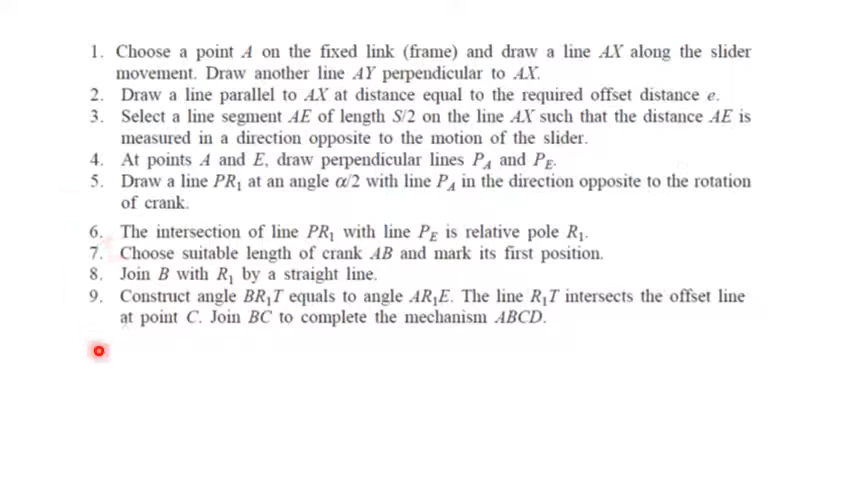 1. Choose a point A on the fixed link (frame) and draw a line AX along the slider
movement. Draw another line AY perpendicular to AX.
2. Draw a line parallel to AX at distance equal to the required offset distance e.
3. Select a line segment AE of length S/2 on the line AX such that the distance AE is
measured in a direction opposite to the motion of the slider.
4. At points A and E, draw perpendicular lines P_A and P_E.
5. Draw a line PR₁ at an angle α/2 with line P_A in the direction opposite to the rotation
of crank.
6. The intersection of line PR₁ with line P_E is relative pole R₁.
7. Choose suitable length of crank AB and mark its first position.
8. Join B with R₁ by a straight line.
9. Construct angle BR₁T equals to angle AR₁E. The line R₁T intersects the offset line
at point C. Join BC to complete the mechanism ABCD.